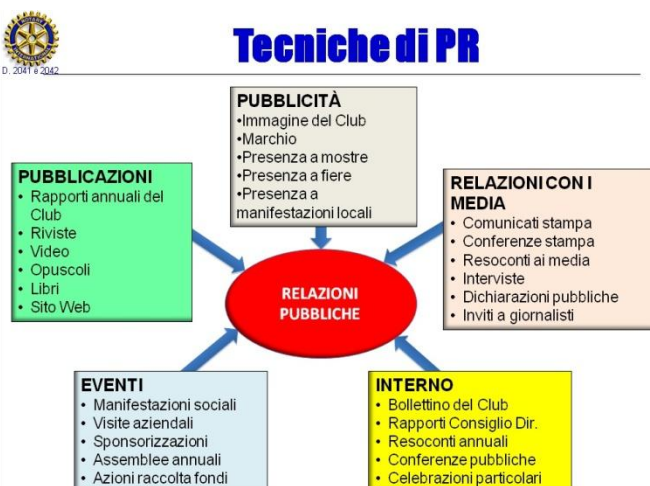 Tecniche di PR
D. 2041 e 2042
PUBBLICITÀ
•Immagine del Club
•Marchio
•Presenza a mostre
•Presenza a fiere
•Presenza a
manifestazioni locali
PUBBLICAZIONI
• Rapporti annuali del
Club
• Riviste
• Video
• Opuscoli
• Libri
• Sito Web
RELAZIONI CON I
MEDIA
• Comunicati stampa
• Conferenze stampa
• Resoconti ai media
• Interviste
• Dichiarazioni pubbliche
• Inviti a giornalisti
RELAZIONI
PUBBLICHE
EVENTI
• Manifestazioni sociali
• Visite aziendali
• Sponsorizzazioni
• Assemblee annuali
• Azioni raccolta fondi
INTERNO
• Bollettino del Club
• Rapporti Consiglio Dir.
• Resoconti annuali
• Conferenze pubbliche
• Celebrazioni particolari